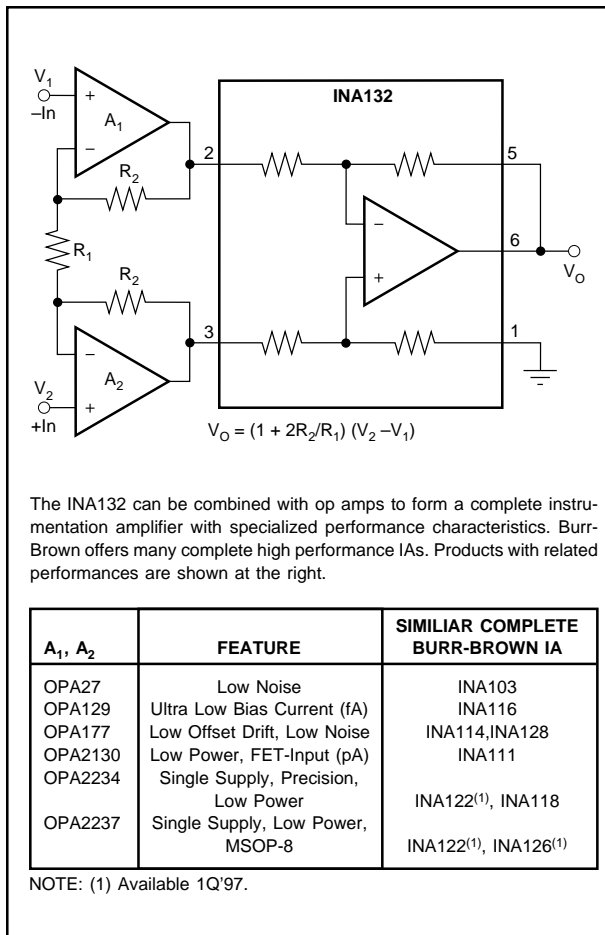 INA132
V1
–In
A1
+
–
R2
2
5
R1
R2
–
+
6
VO
3
1
–
A2
+
V2
+In
VO = (1 + 2R2/R1) (V2 –V1)
The INA132 can be combined with op amps to form a complete instru-
mentation amplifier with specialized performance characteristics. Burr-
Brown offers many complete high performance IAs. Products with related
performances are shown at the right.
A1, A2 FEATURE SIMILIAR COMPLETE
BURR-BROWN IA
OPA27 Low Noise INA103
OPA129 Ultra Low Bias Current (fA) INA116
OPA177 Low Offset Drift, Low Noise INA114,INA128
OPA2130 Low Power, FET-Input (pA) INA111
OPA2234 Single Supply, Precision,
Low Power INA122(1), INA118
OPA2237 Single Supply, Low Power,
MSOP-8 INA122(1), INA126(1)
NOTE: (1) Available 1Q'97.